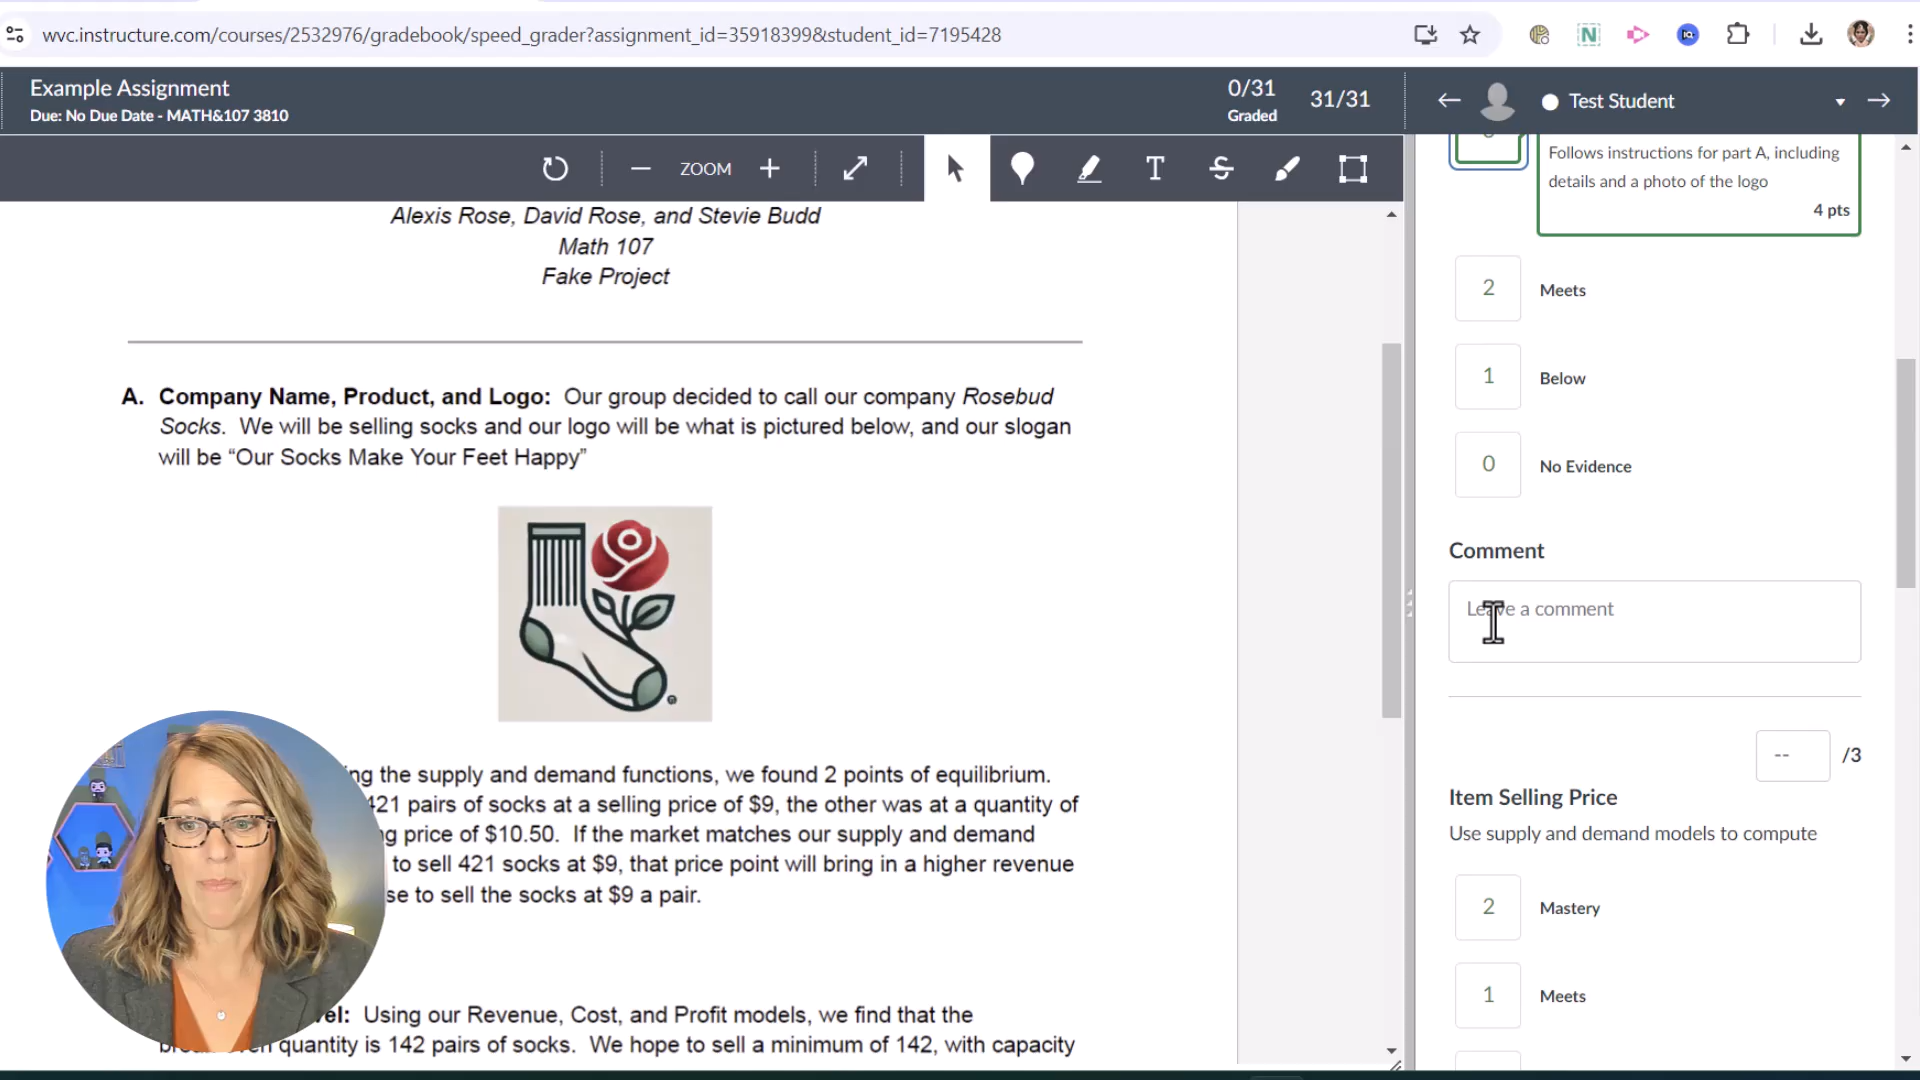 wvc.instructure.com/courses/2532976/gradebook/speed_grader?assignment_id=35918399&student_id=7195428
Example Assignment
Due: No Due Date - MATH&107 3810
0/31
Graded
31/31
Test Student
ZOOM
Alexis Rose, David Rose, and Stevie Budd
Math 107
Fake Project
A. Company Name, Product, and Logo: Our group decided to call our company Rosebud
Socks. We will be selling socks and our logo will be what is pictured below, and our slogan
will be “Our Socks Make Your Feet Happy”
the supply and demand functions, we found 2 points of equilibrium.
421 pairs of socks at a selling price of $9, the other was at a quantity of
price of $10.50. If the market matches our supply and demand
to sell 421 socks at $9, that price point will bring in a higher revenue
to sell the socks at $9 a pair.
Using our Revenue, Cost, and Profit models, we find that the
quantity is 142 pairs of socks. We hope to sell a minimum of 142, with capacity
Follows instructions for part A, including
details and a photo of the logo
4 pts
2 Meets
1 Below
0 No Evidence
Comment
Leave a comment
-- /3
Item Selling Price
Use supply and demand models to compute
2 Mastery
1 Meets